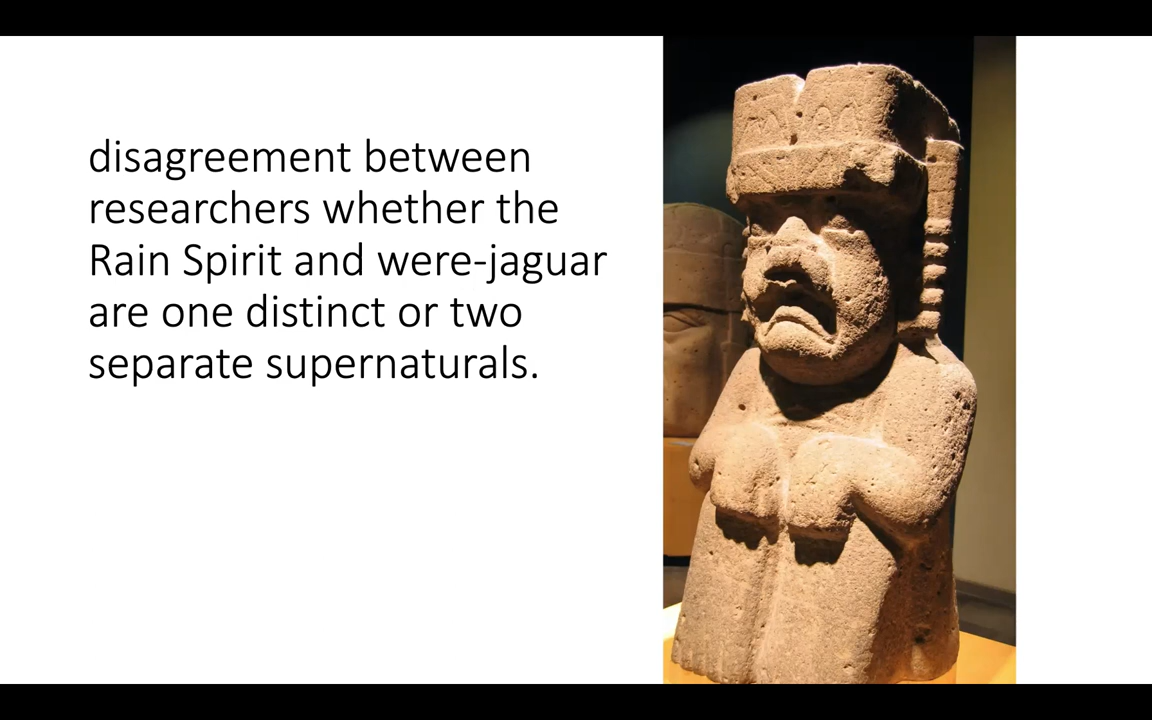 disagreement between
researchers whether the
Rain Spirit and were-jaguar
are one distinct or two
separate supernaturals.